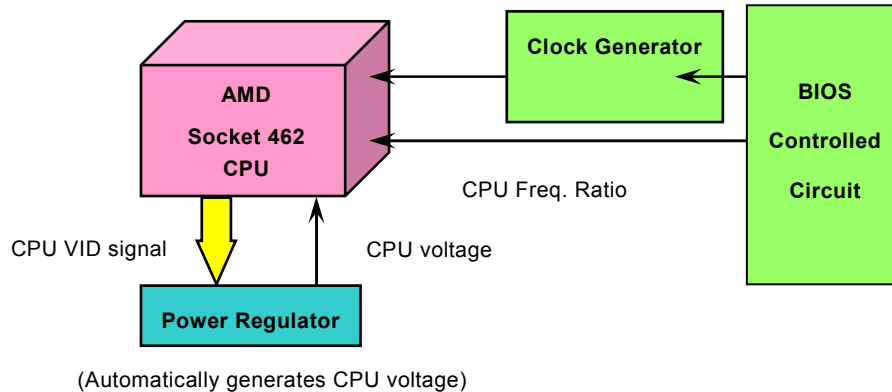 Clock Generator
AMD
Socket 462
CPU
BIOS
Controlled
Circuit
CPU Freq. Ratio
CPU VID signal
CPU voltage
Power Regulator
(Automatically generates CPU voltage)